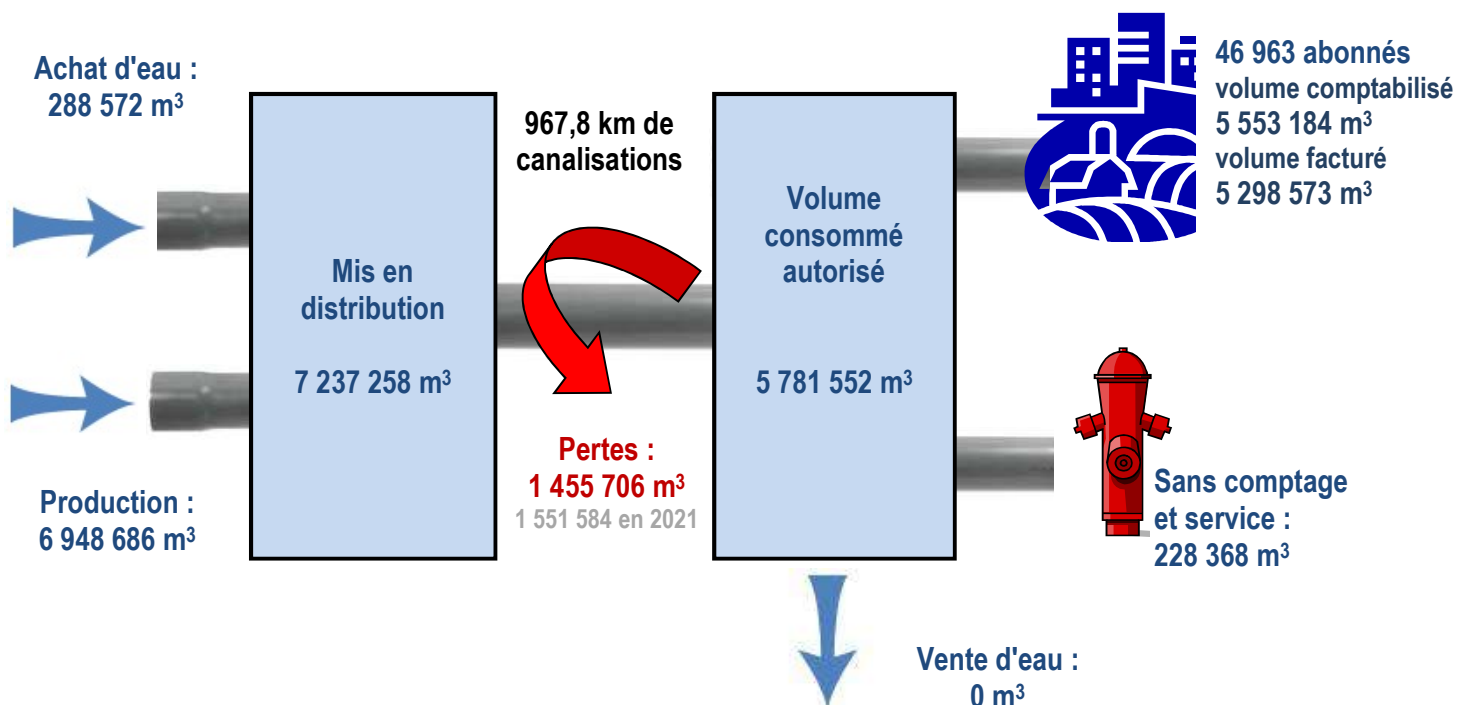 Achat d'eau :
288 572 m³
Production :
6 948 686 m³
Mis en
distribution
7 237 258 m³
967,8 km de
canalisations
Pertes :
1 455 706 m³
1 551 584 en 2021
Volume
consommé
autorisé
5 781 552 m³
46 963 abonnés
volume comptabilisé
5 553 184 m³
volume facturé
5 298 573 m³
Sans comptage
et service :
228 368 m³
Vente d'eau :
0 m³